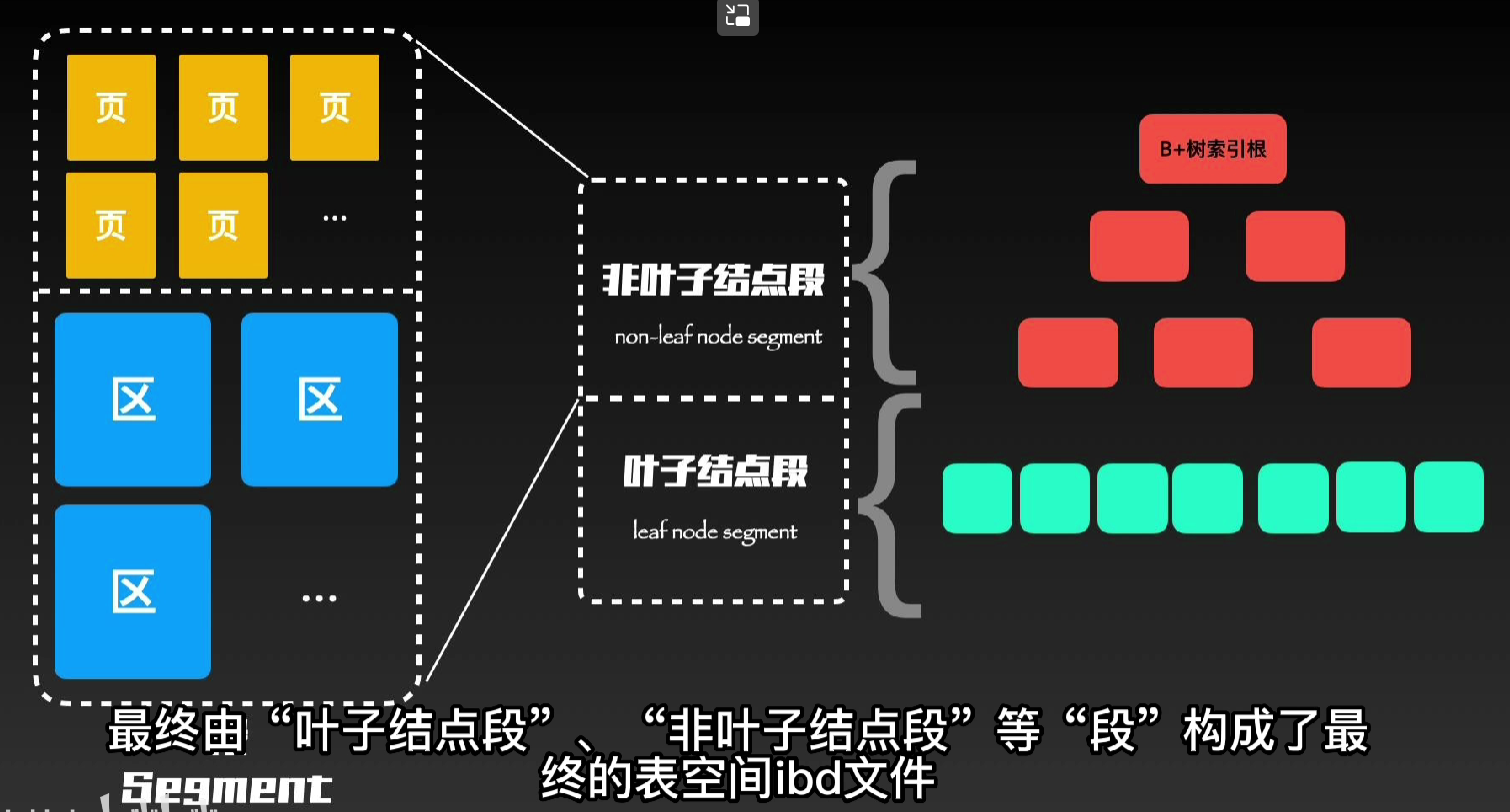 页 页 页
页 页 ...
区 区
区 ...
非叶子结点段
non-leaf node segment
叶子结点段
leaf node segment
B+树索引根
最终由“叶子结点段”、“非叶子结点段”等“段”构成了最
终的表空间ibd文件
Segment